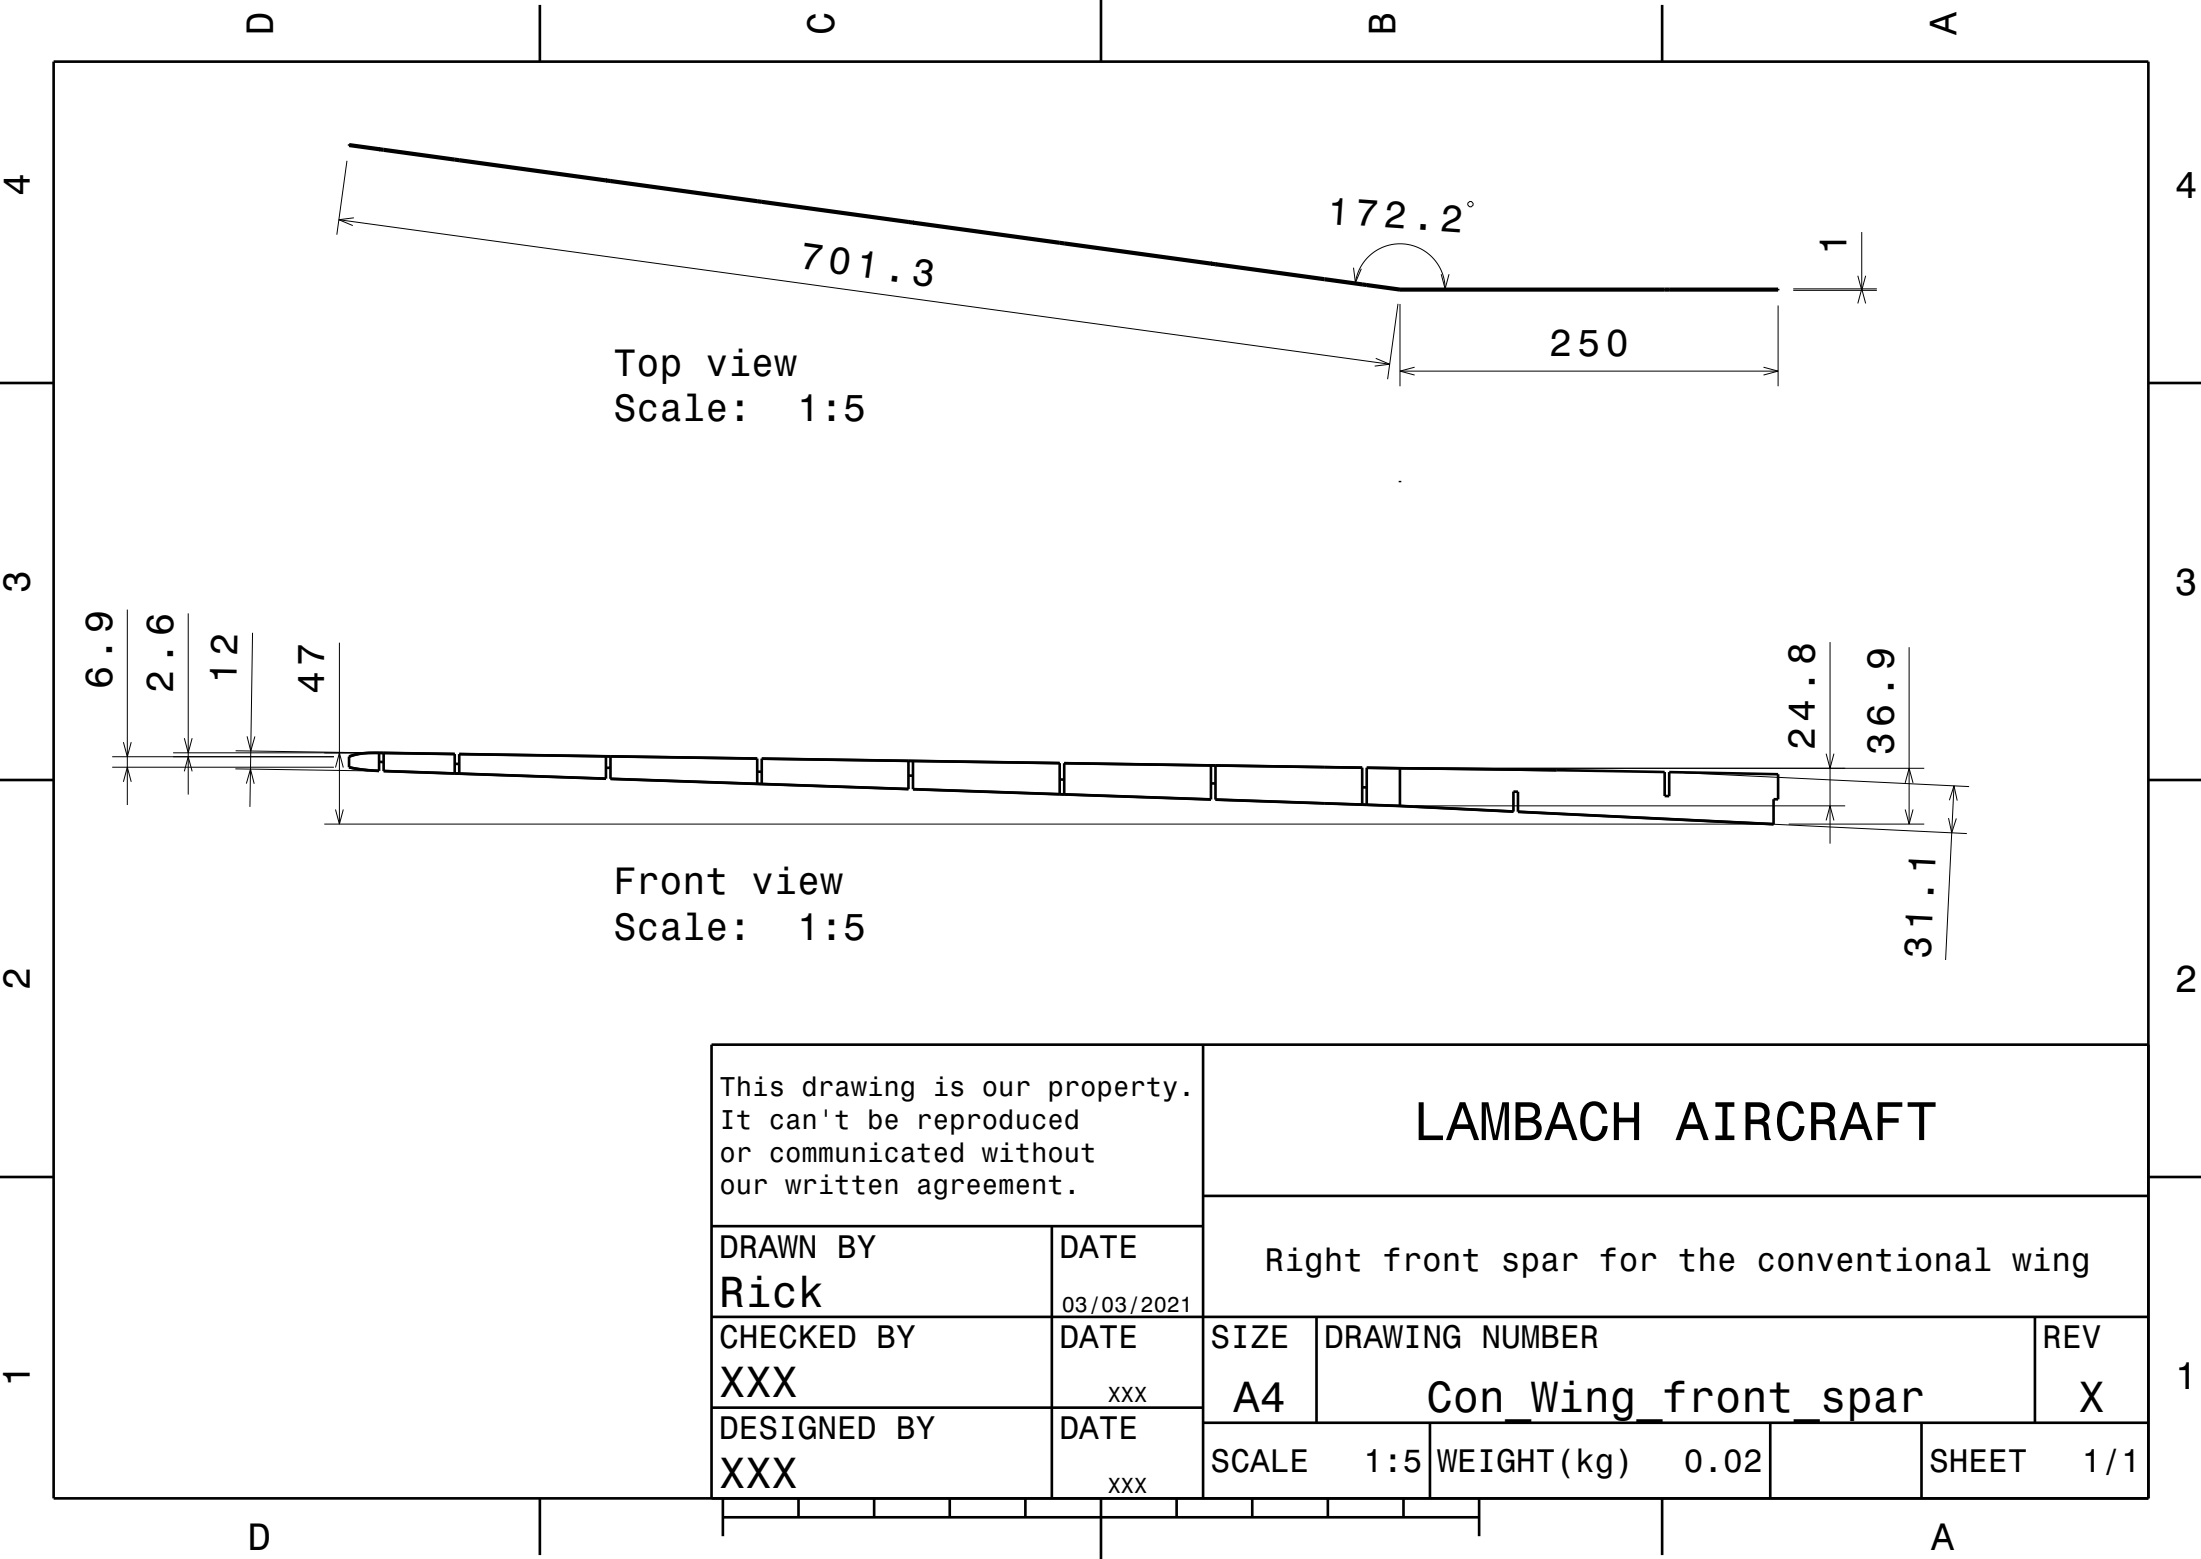 D C B A
4 4
172.2°
1
701.3
250
Top view
Scale: 1:5
3 3
6.9
2.6
12
47
24.8
36.9
31.1
Front view
Scale: 1:5
2 2
This drawing is our property.
It can't be reproduced
or communicated without
our written agreement.
LAMBACH AIRCRAFT
DRAWN BY DATE
Rick 03/03/2021
Right front spar for the conventional wing
CHECKED BY DATE
XXX XXX
SIZE DRAWING NUMBER REV
A4 Con_Wing_front_spar X
DESIGNED BY DATE
XXX XXX
SCALE 1:5 WEIGHT(kg) 0.02 SHEET 1/1
1 1
D A